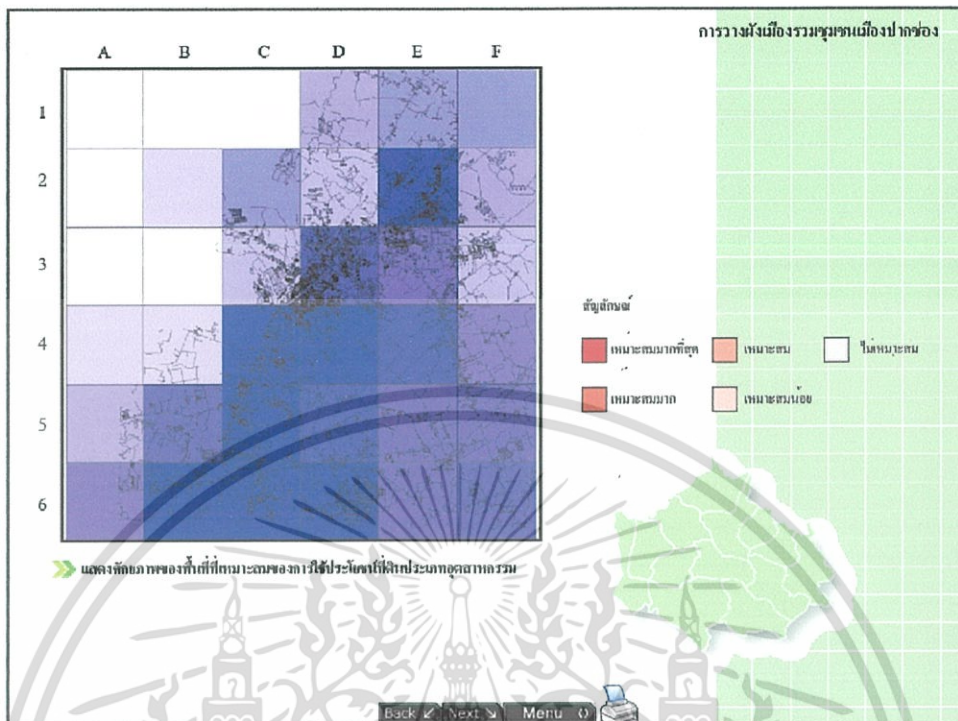 การวางผังเมืองรวมชุมชนเมืองปากช่อง
A B C D E F
1
2
3
4
5
6
สัญลักษณ์
เหมาะสมมากที่สุด เหมาะสม ไม่เหมาะสม
เหมาะสมมาก เหมาะสมน้อย
แสดงศักยภาพของพื้นที่ที่เหมาะสมของการใช้ประโยชน์ที่ดินประเภทอุตสาหกรรม
Back Next Menu